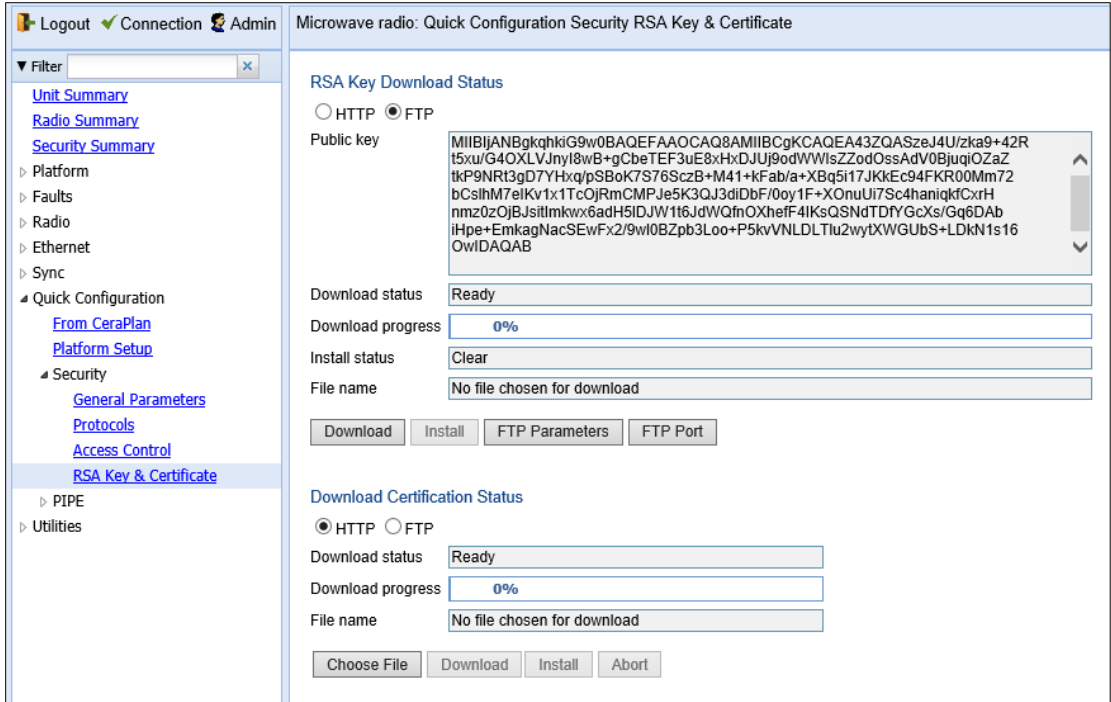 Logout Connection Admin
Microwave radio: Quick Configuration Security RSA Key & Certificate
Filter
Unit Summary
Radio Summary
Security Summary
Platform
Faults
Radio
Ethernet
Sync
Quick Configuration
From CeraPlan
Platform Setup
Security
General Parameters
Protocols
Access Control
RSA Key & Certificate
PIPE
Utilities
RSA Key Download Status
HTTP FTP
Public key
MIIBIjANBgkqhkiG9w0BAQEFAAOCAQ8AMIIBCgKCAQEA43ZQASzeJ4U/zka9+42R
t5xu/G4OXLVJnyI8wB+gCbeTEF3uE8xHxDJUj9odWWIsZZodOssAdV0BjuqiOZaZ
tkP9NRt3gD7YHxq/pSBoK7S76SczB+M41+kFab/a+XBq5i17JKkEc94FKR00Mm72
bCsIhM7eIKv1x1TcOjRmCMPJe5K3QJ3diDbF/0oy1F+XOnuUi7Sc4haniqkfCxrH
nmz0zOjBJsitImkwx6adH5IDJW1t6JdWQfnOXhefF4IKsQSNdTDfYGcXs/Gq6DAb
iHpe+EmkagNacSEwFx2/9wI0BZpb3Loo+P5kvVNLDLTIu2wytXWGUbS+LDkN1s16
OwIDAQAB
Download status Ready
Download progress 0%
Install status Clear
File name No file chosen for download
Download Install FTP Parameters FTP Port
Download Certification Status
HTTP FTP
Download status Ready
Download progress 0%
File name No file chosen for download
Choose File Download Install Abort